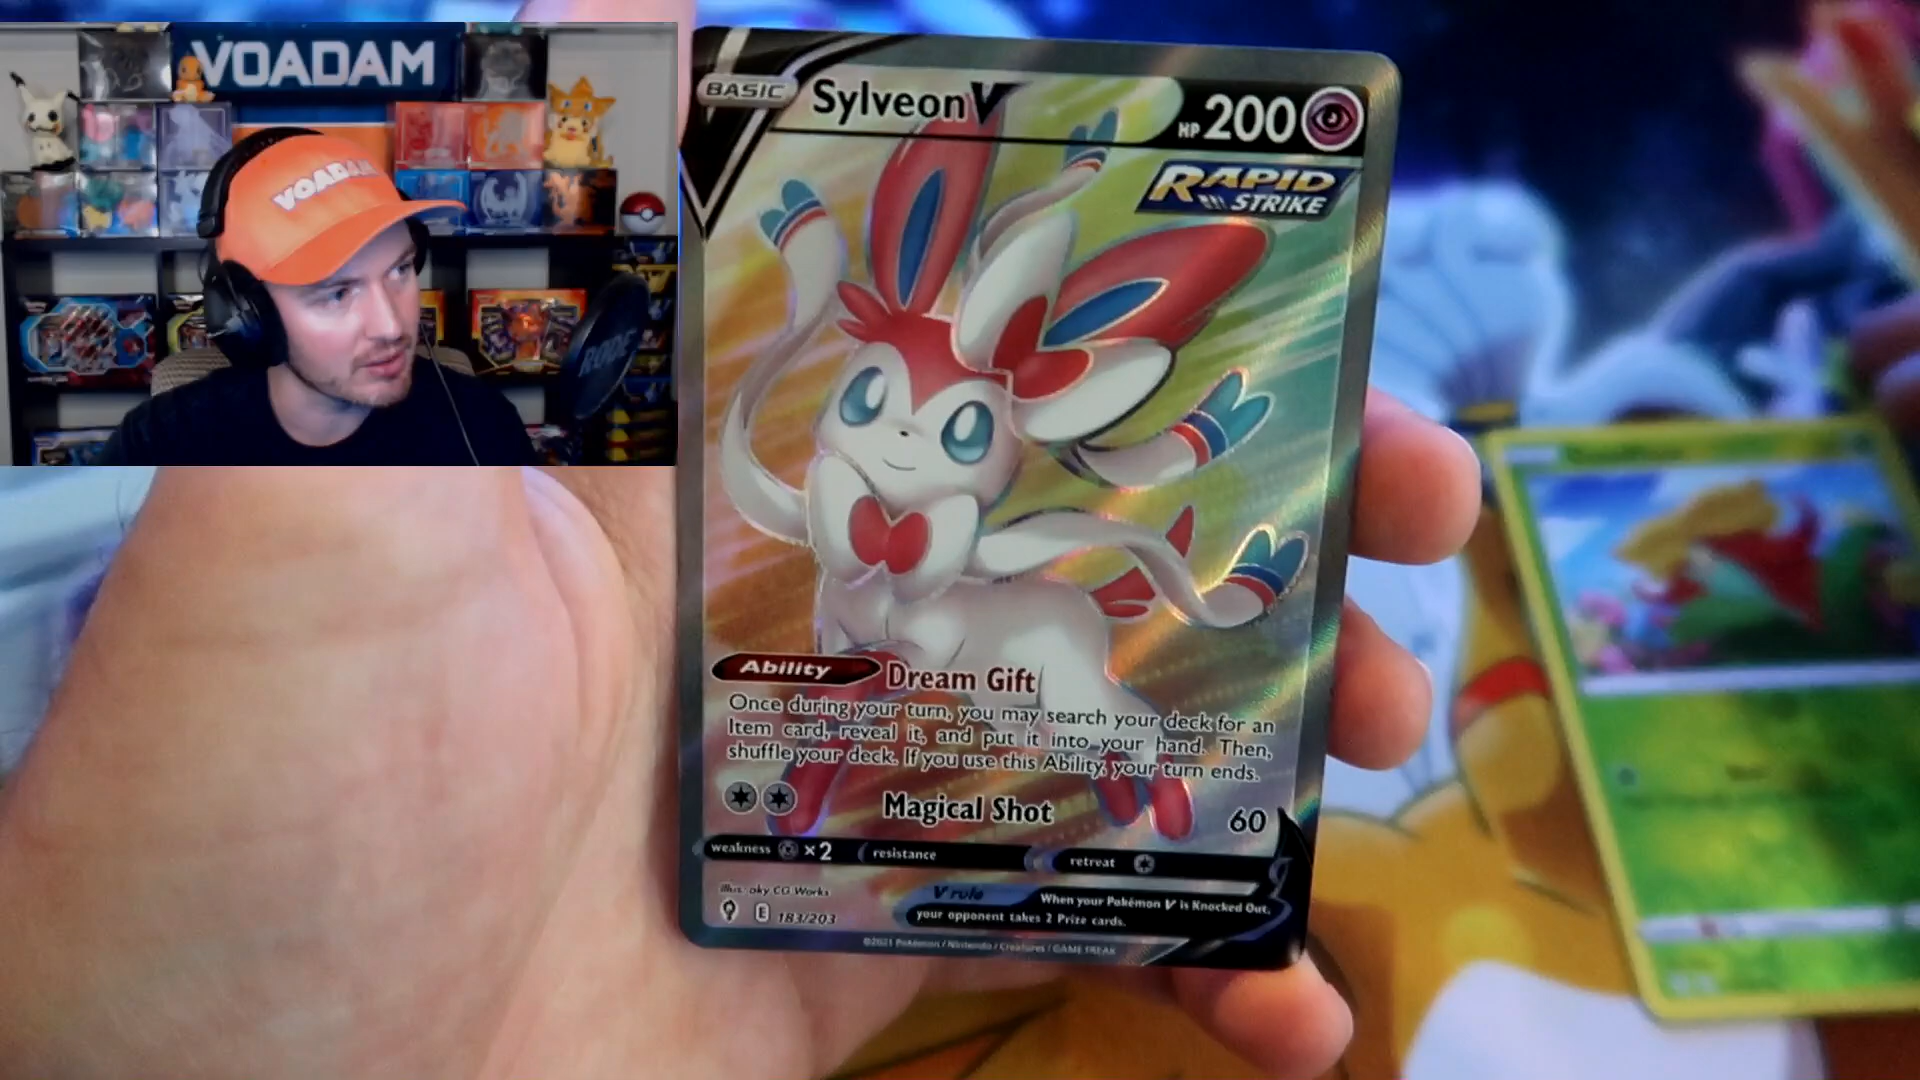 VOADAM
VOADAM
RODE
BASIC
Sylveon V
HP 200
RAPID
STRIKE
Ability Dream Gift
Once during your turn, you may search your deck for an
Item card, reveal it, and put it into your hand. Then,
shuffle your deck. If you use this Ability, your turn ends.
Magical Shot 60
weakness ×2 resistance retreat
Illus. oky CG Works
E 183/203
V rule When your Pokémon V is Knocked Out,
your opponent takes 2 Prize cards.
©2021 Pokémon / Nintendo / Creatures / GAME FREAK